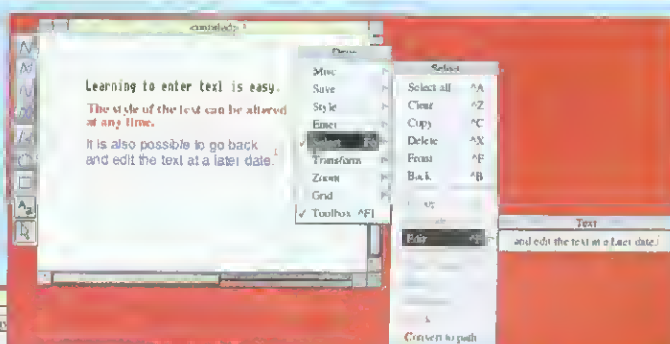 Draw
Select
Learning to enter text is easy.
The style of the text can be altered
at any time.
It is also possible to go back
and edit the text at a later date.
Misc
Save
Style
Enter
Select
Transform
Zoom
Grid
✓ Toolbox ^F1
Select all ^A
Clear ^Z
Copy ^C
Delete ^X
Front ^F
Back ^B
Edit
Text
and edit the text at a later date.
Convert to path